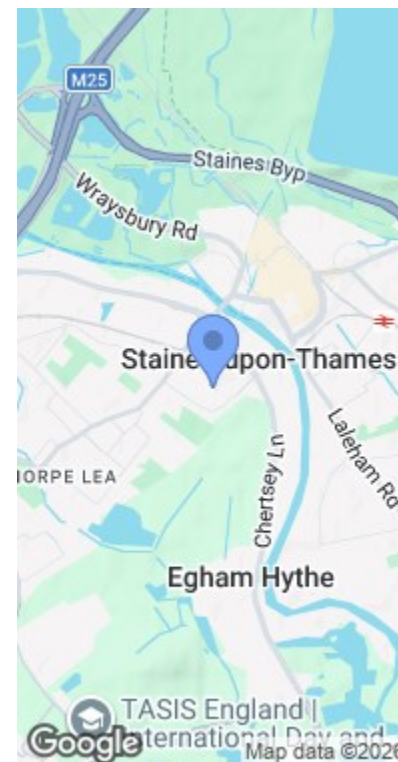 M25
Staines Byp
Wraysbury Rd
Staines-upon-Thames
Laleham Rd
HORPE LEA
Chertsey Ln
Egham Hythe
TASIS England |
International Day and
Google
Map data ©2026